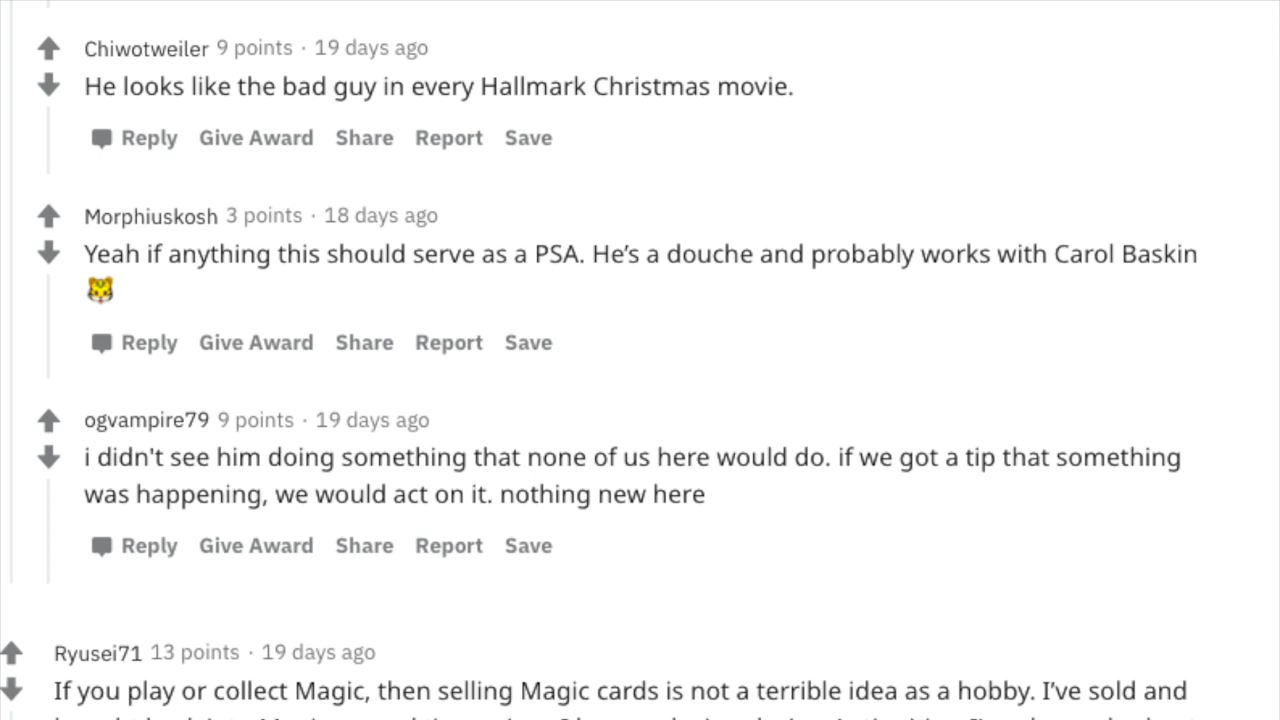 Chiwotweiler 9 points · 19 days ago
He looks like the bad guy in every Hallmark Christmas movie.
Reply Give Award Share Report Save
Morphiuskosh 3 points · 18 days ago
Yeah if anything this should serve as a PSA. He's a douche and probably works with Carol Baskin
🐯
Reply Give Award Share Report Save
ogvampire79 9 points · 19 days ago
i didn't see him doing something that none of us here would do. if we got a tip that something
was happening, we would act on it. nothing new here
Reply Give Award Share Report Save
Ryusei71 13 points · 19 days ago
If you play or collect Magic, then selling Magic cards is not a terrible idea as a hobby. I've sold and